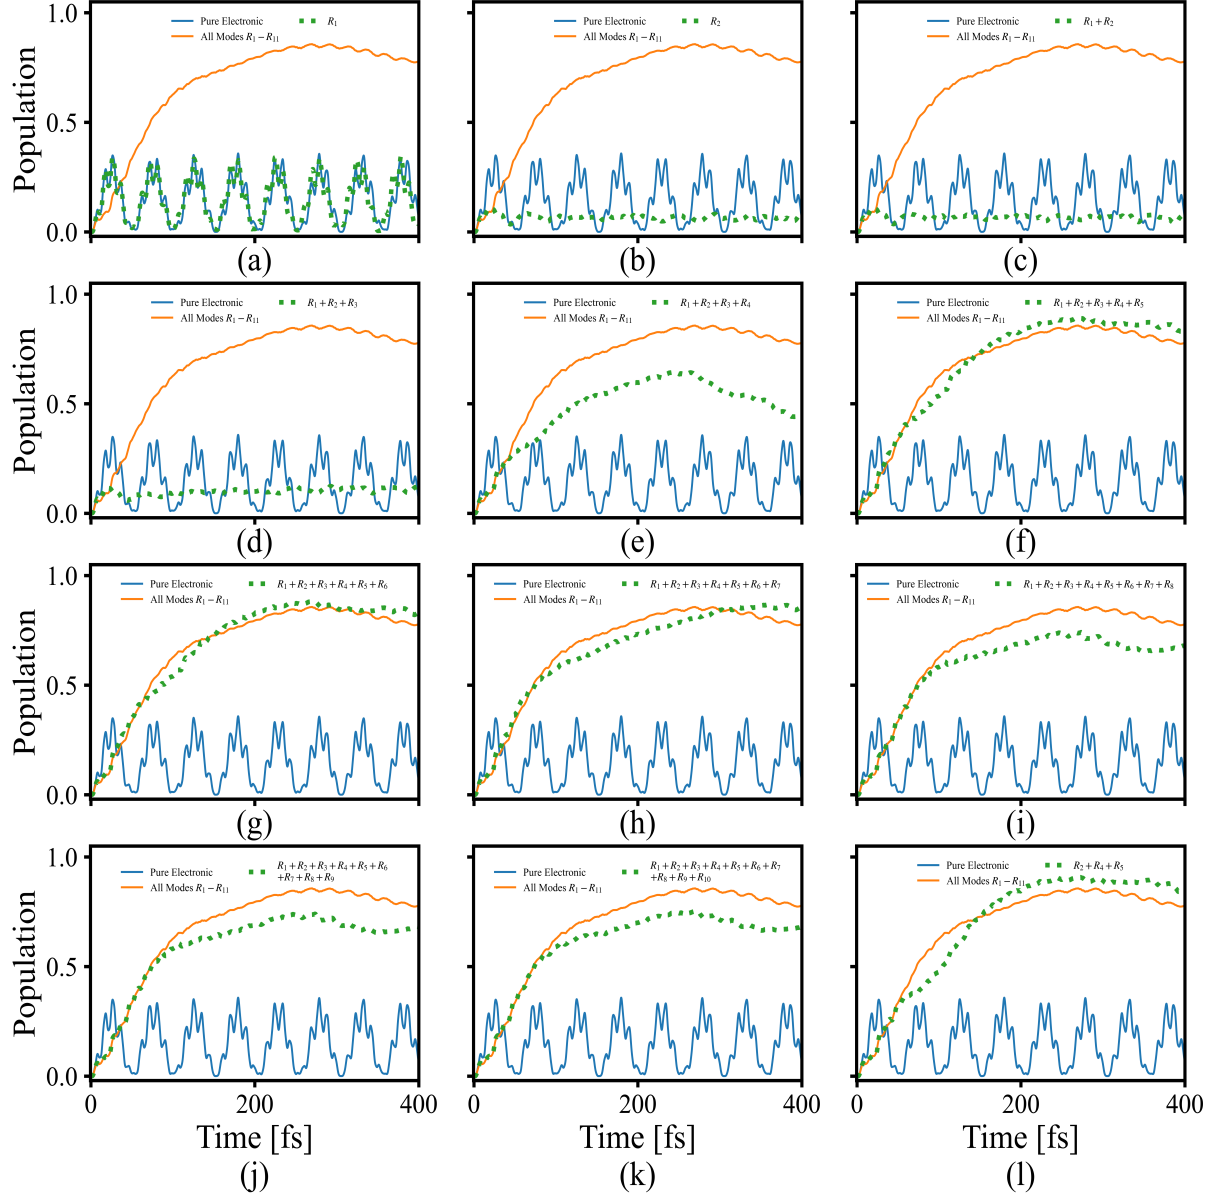 1.0
Population
0.5
0.0
Pure Electronic
R₁
All Modes R₁ − R₁₁
(a)
Pure Electronic
R₂
All Modes R₁ − R₁₁
(b)
Pure Electronic
R₁ + R₂
All Modes R₁ − R₁₁
(c)
1.0
Population
0.5
0.0
Pure Electronic
R₁ + R₂ + R₃
All Modes R₁ − R₁₁
(d)
Pure Electronic
R₁ + R₂ + R₃ + R₄
All Modes R₁ − R₁₁
(e)
Pure Electronic
R₁ + R₂ + R₃ + R₄ + R₅
All Modes R₁ − R₁₁
(f)
1.0
Population
0.5
0.0
Pure Electronic
R₁ + R₂ + R₃ + R₄ + R₅ + R₆
All Modes R₁ − R₁₁
(g)
Pure Electronic
R₁ + R₂ + R₃ + R₄ + R₅ + R₆ + R₇
All Modes R₁ − R₁₁
(h)
Pure Electronic
R₁ + R₂ + R₃ + R₄ + R₅ + R₆ + R₇ + R₈
All Modes R₁ − R₁₁
(i)
1.0
Population
0.5
0.0
Pure Electronic
R₁ + R₂ + R₃ + R₄ + R₅ + R₆
+R₇ + R₈ + R₉
All Modes R₁ − R₁₁
0 200 400
Time [fs]
(j)
Pure Electronic
R₁ + R₂ + R₃ + R₄ + R₅ + R₆ + R₇
+R₈ + R₉ + R₁₀
All Modes R₁ − R₁₁
0 200 400
Time [fs]
(k)
Pure Electronic
R₂ + R₄ + R₅
All Modes R₁ − R₁₁
0 200 400
Time [fs]
(l)